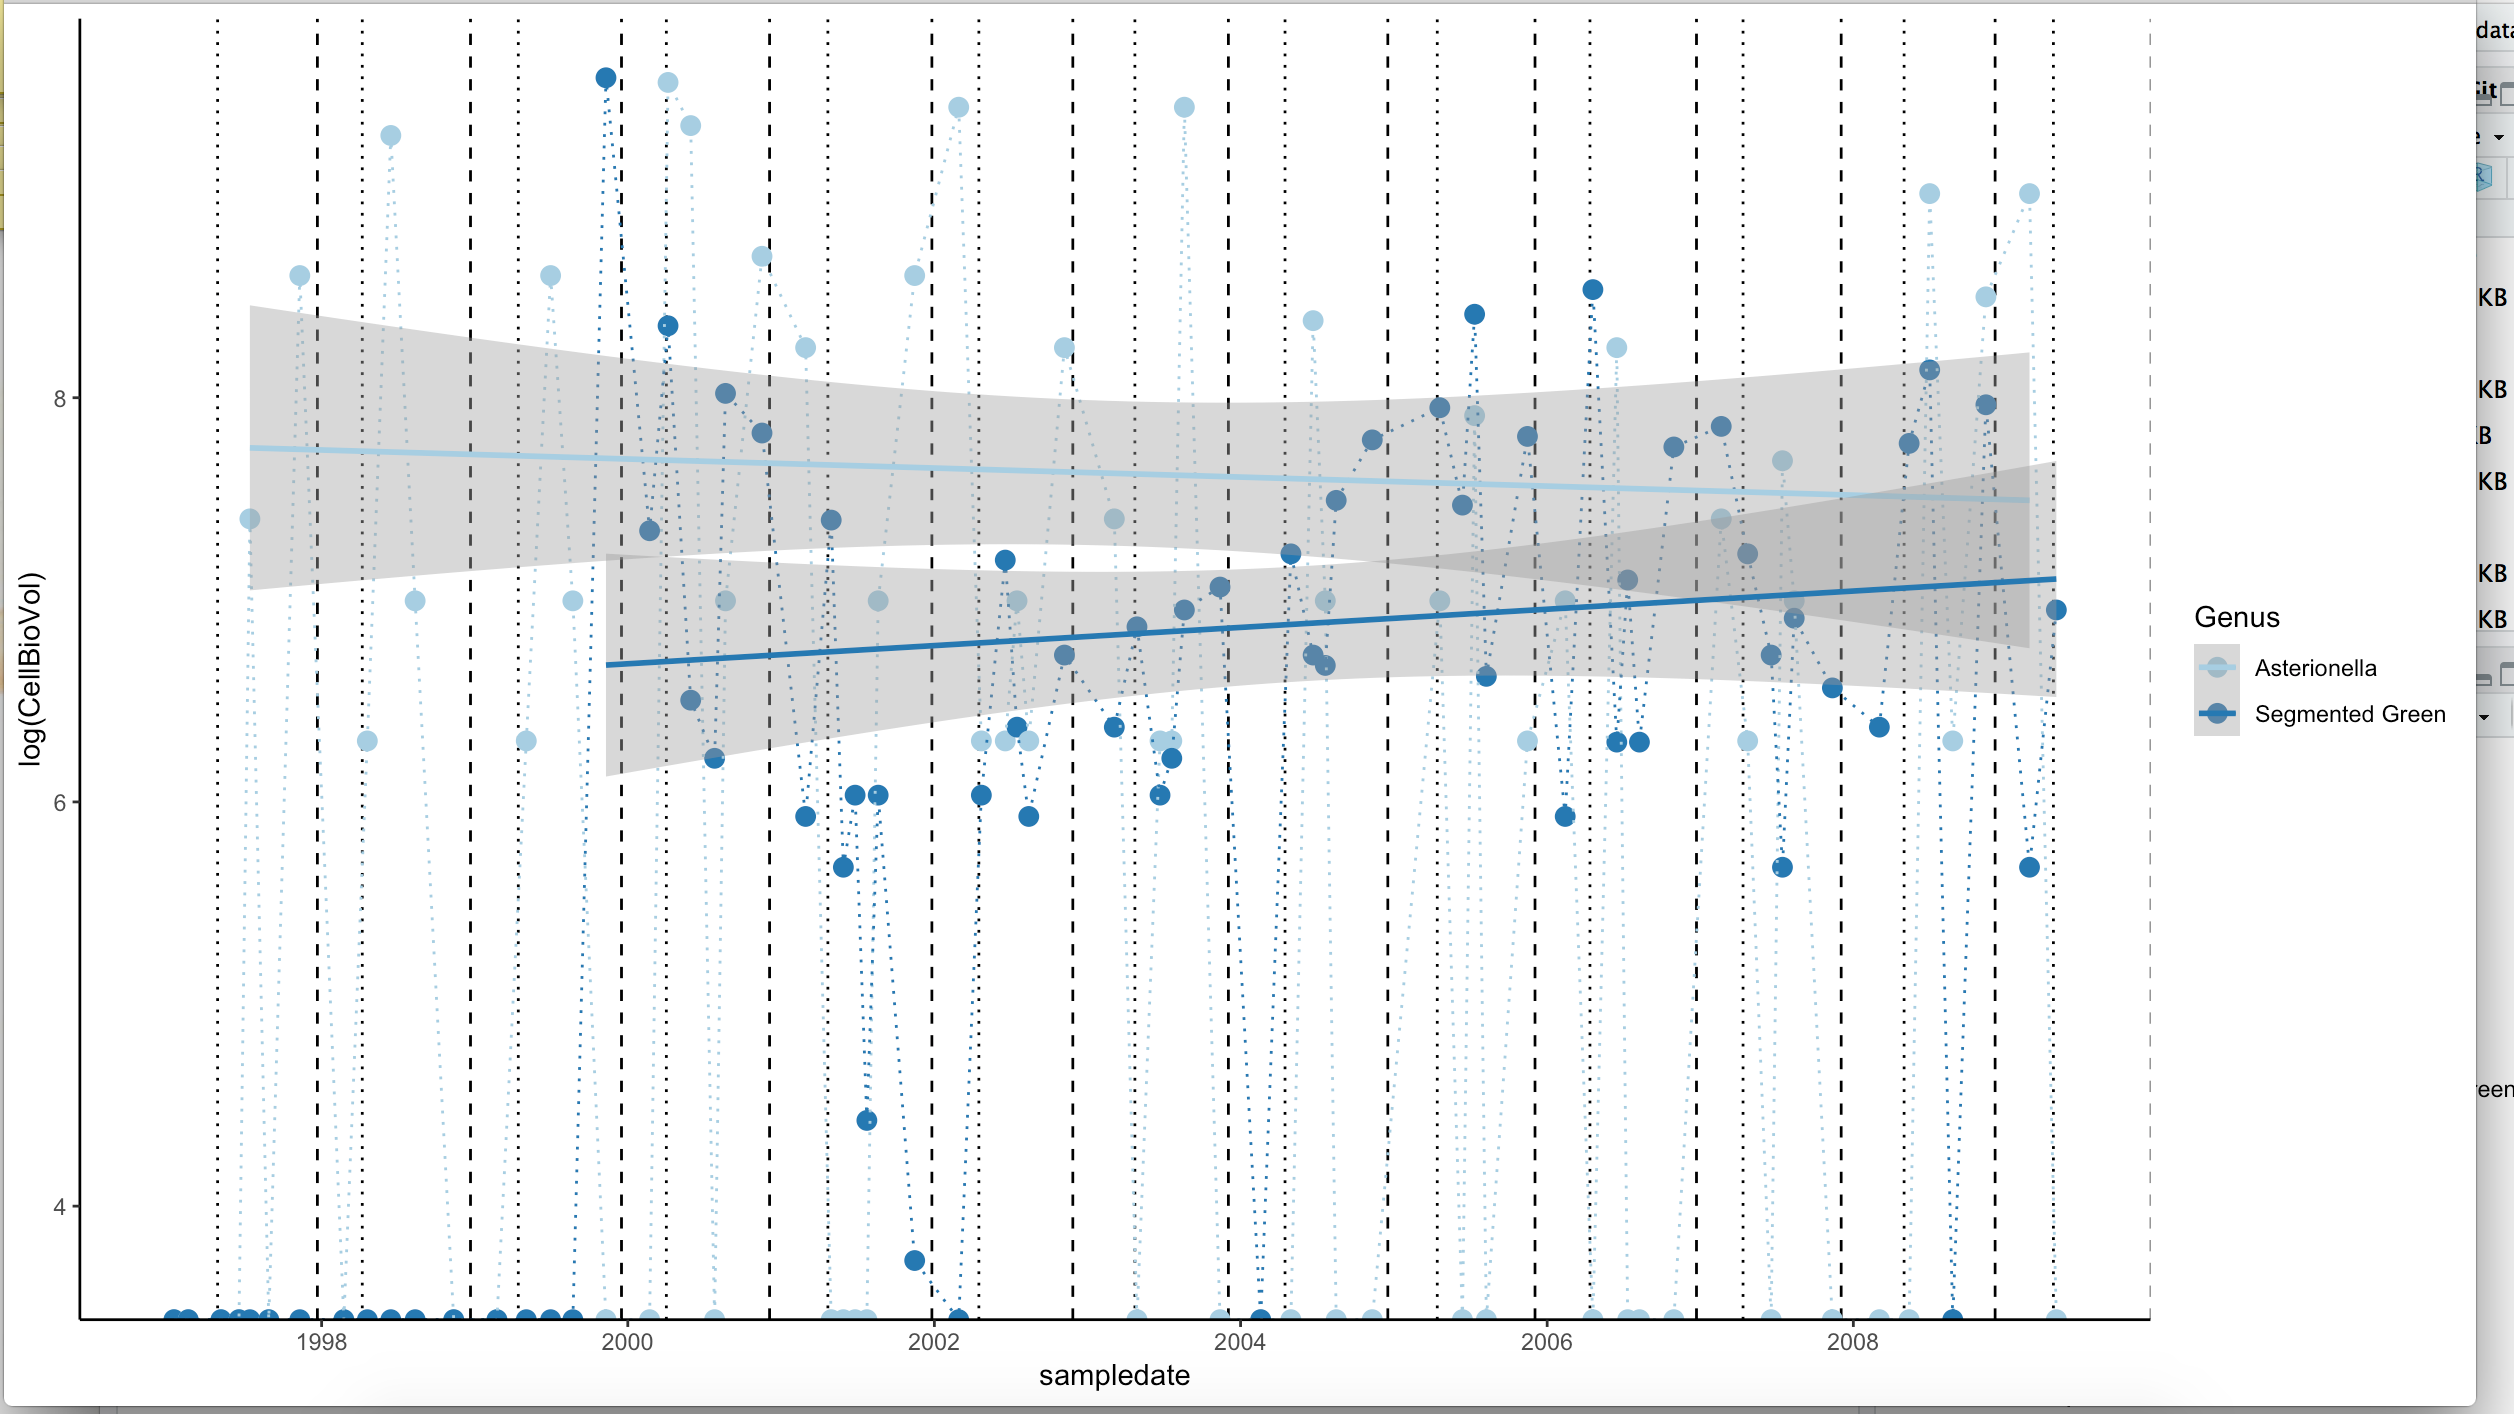 8
6
4
log(CellBioVol)
1998
2000
2002
2004
2006
2008
sampledate
Genus
Asterionella
Segmented Green
KB
KB
KB
KB
KB